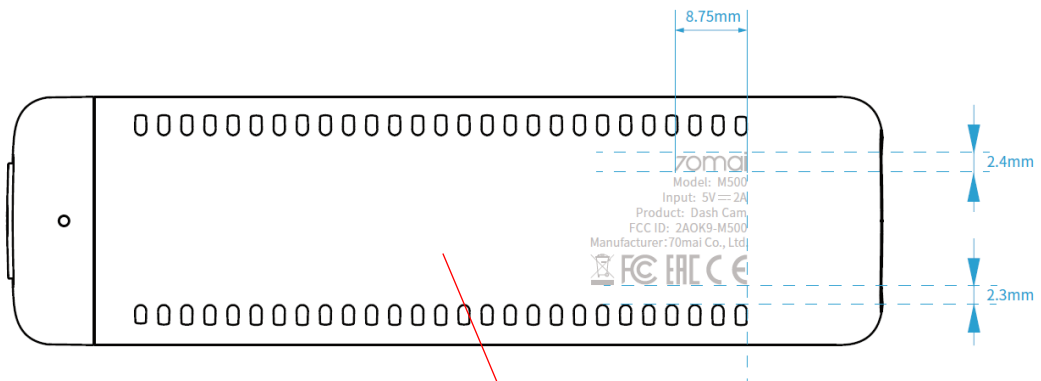 8.75mm
70mai
2.4mm
Model: M500
Input: 5V⎓2A
Product: Dash Cam
FCC ID: 2AOK9-M500
Manufacturer:70mai Co., Ltd
FC EAC CE
2.3mm